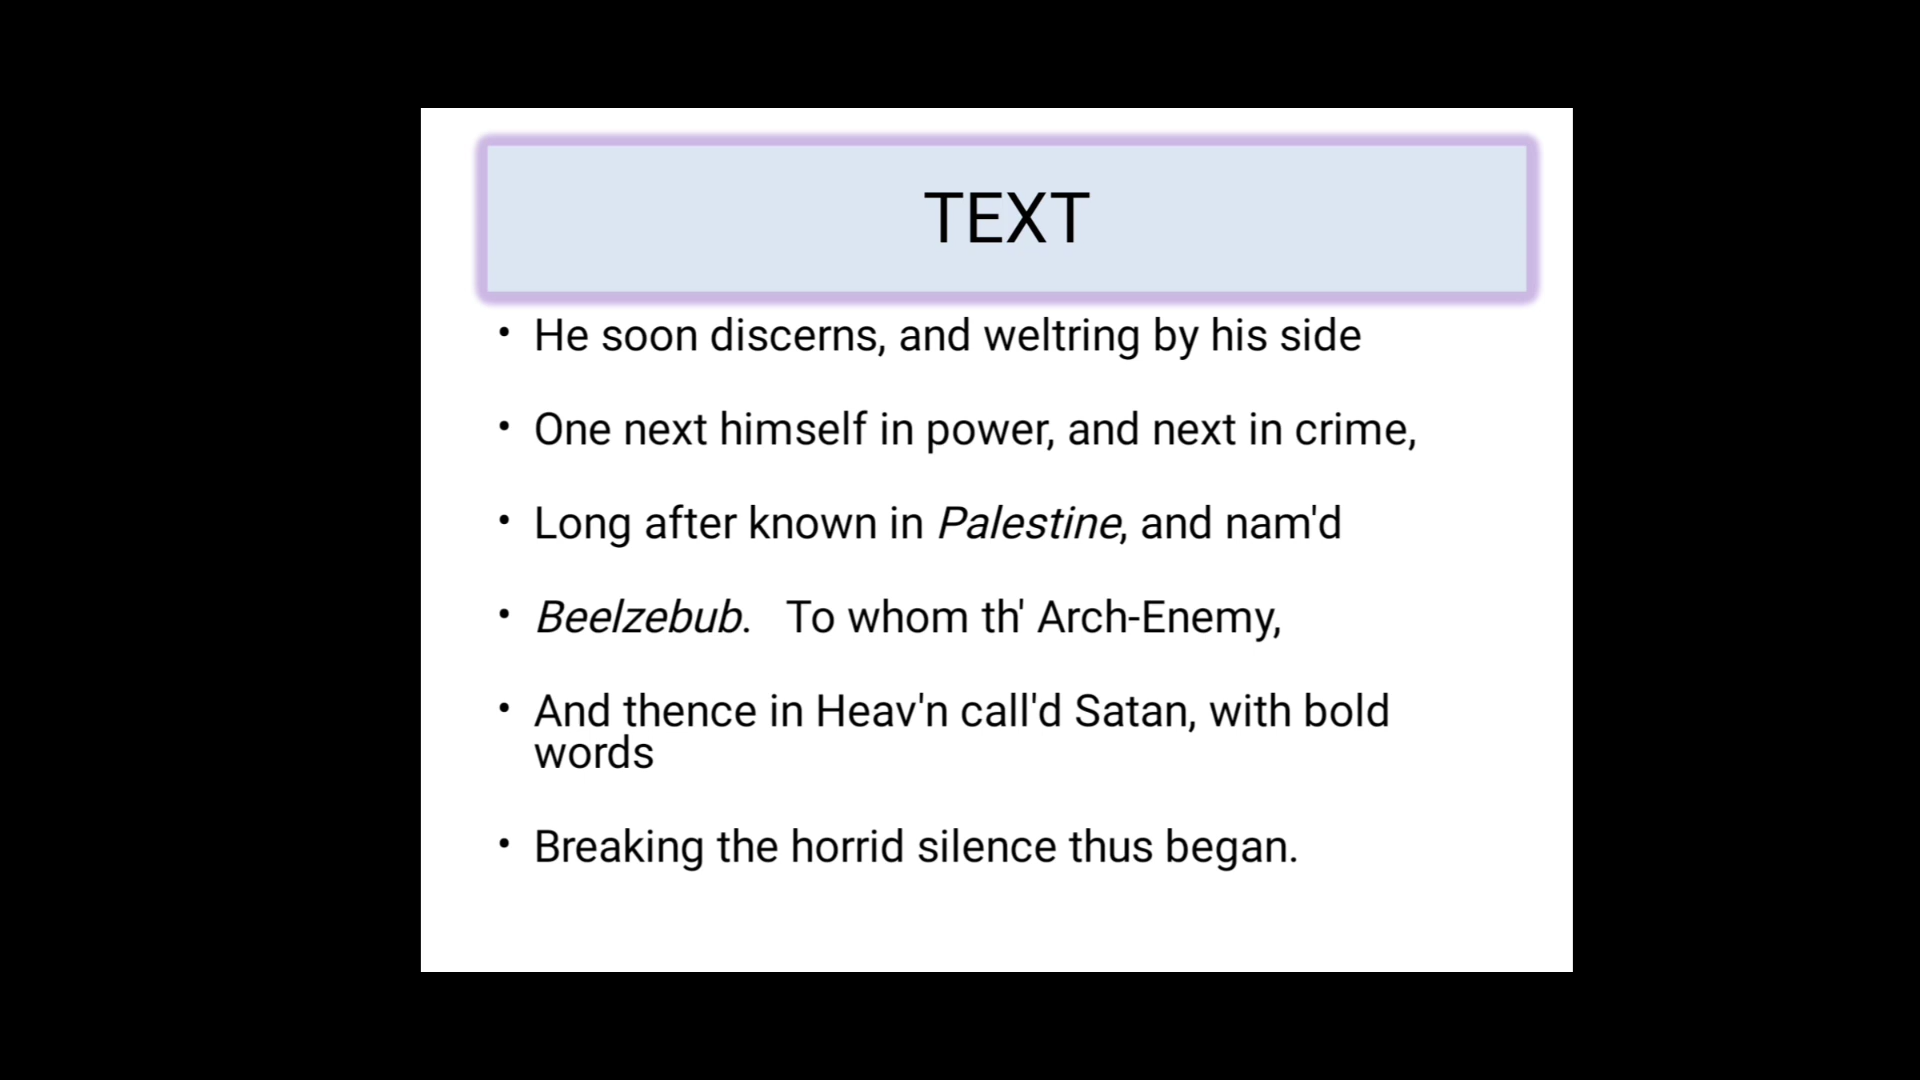 TEXT
• He soon discerns, and weltring by his side
• One next himself in power, and next in crime,
• Long after known in Palestine, and nam'd
• Beelzebub.   To whom th' Arch-Enemy,
• And thence in Heav'n call'd Satan, with bold
words
• Breaking the horrid silence thus began.